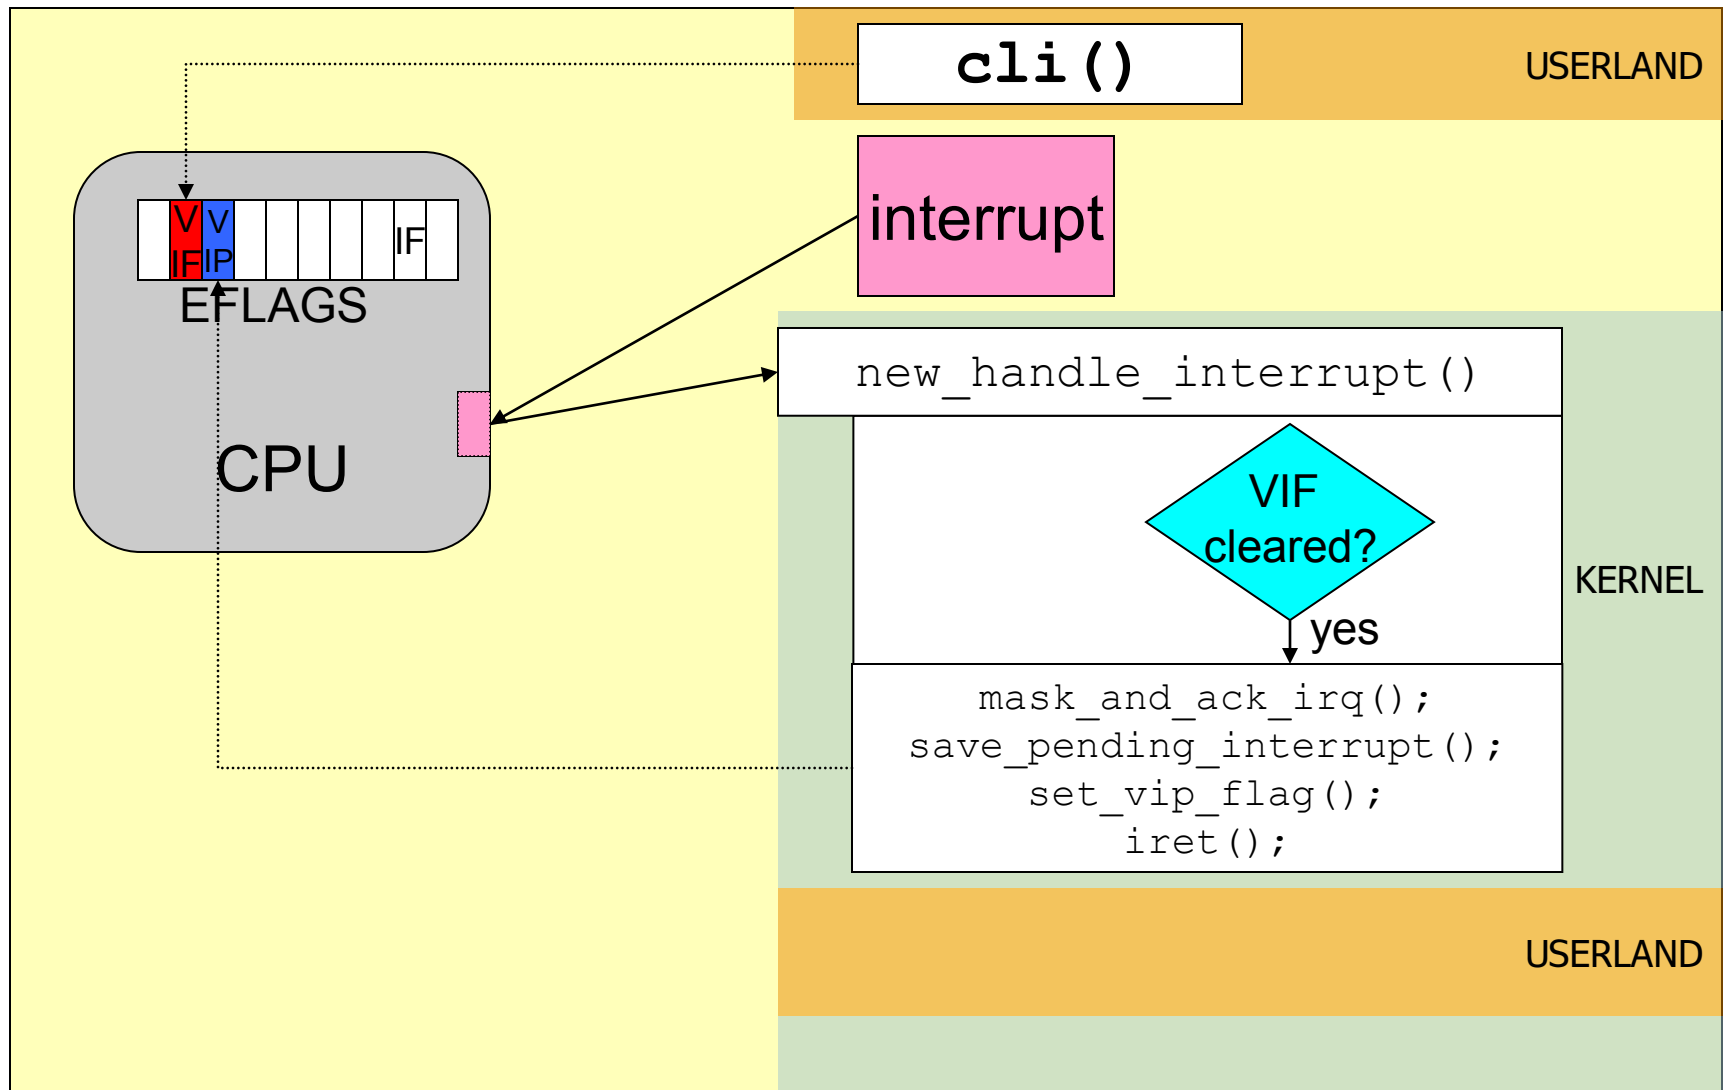 cli()
USERLAND
interrupt
V
IF
V
IP
IF
EFLAGS
CPU
new_handle_interrupt()
VIF
cleared?
yes
KERNEL
mask_and_ack_irq();
save_pending_interrupt();
set_vip_flag();
iret();
USERLAND